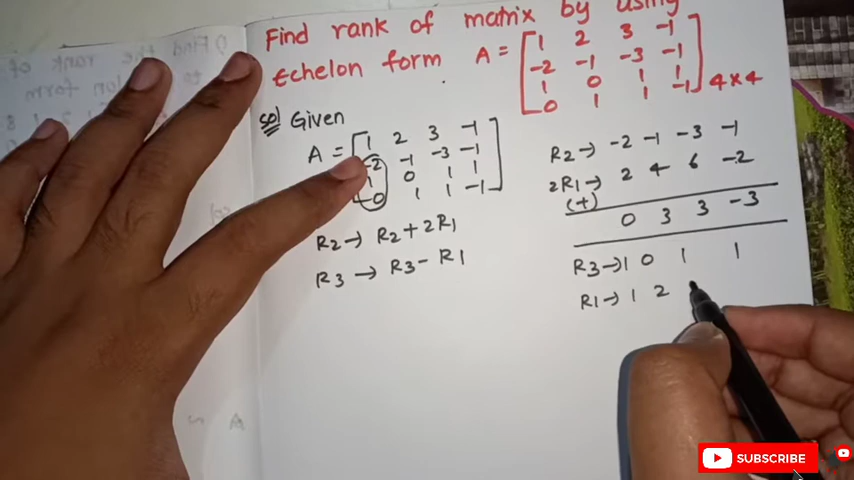 Find rank of matrix by using
Echelon form A = [1 2 3 -1
-2 -1 -3 -1
1 0 1 1
0 1 1 -1] 4×4
Sol Given
A = [1 2 3 -1
-2 -1 -3 -1
1 0 1 1
0 1 1 -1]
R2 → R2 + 2R1
R3 → R3 - R1
R2 → -2 -1 -3 -1
2R1 → 2 4 6 -2
(+)
0 3 3 -3
R3 → 1 0 1 1
R1 → 1 2
SUBSCRIBE